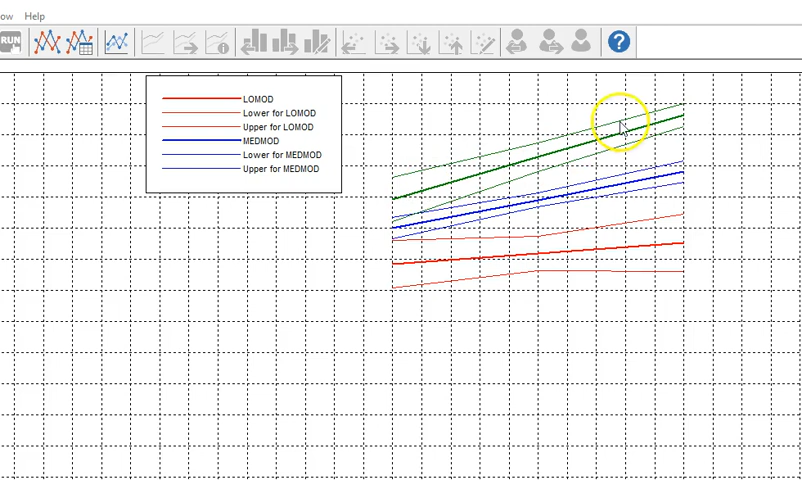 ow Help
RUN
?
LOMOD
Lower for LOMOD
Upper for LOMOD
MEDMOD
Lower for MEDMOD
Upper for MEDMOD